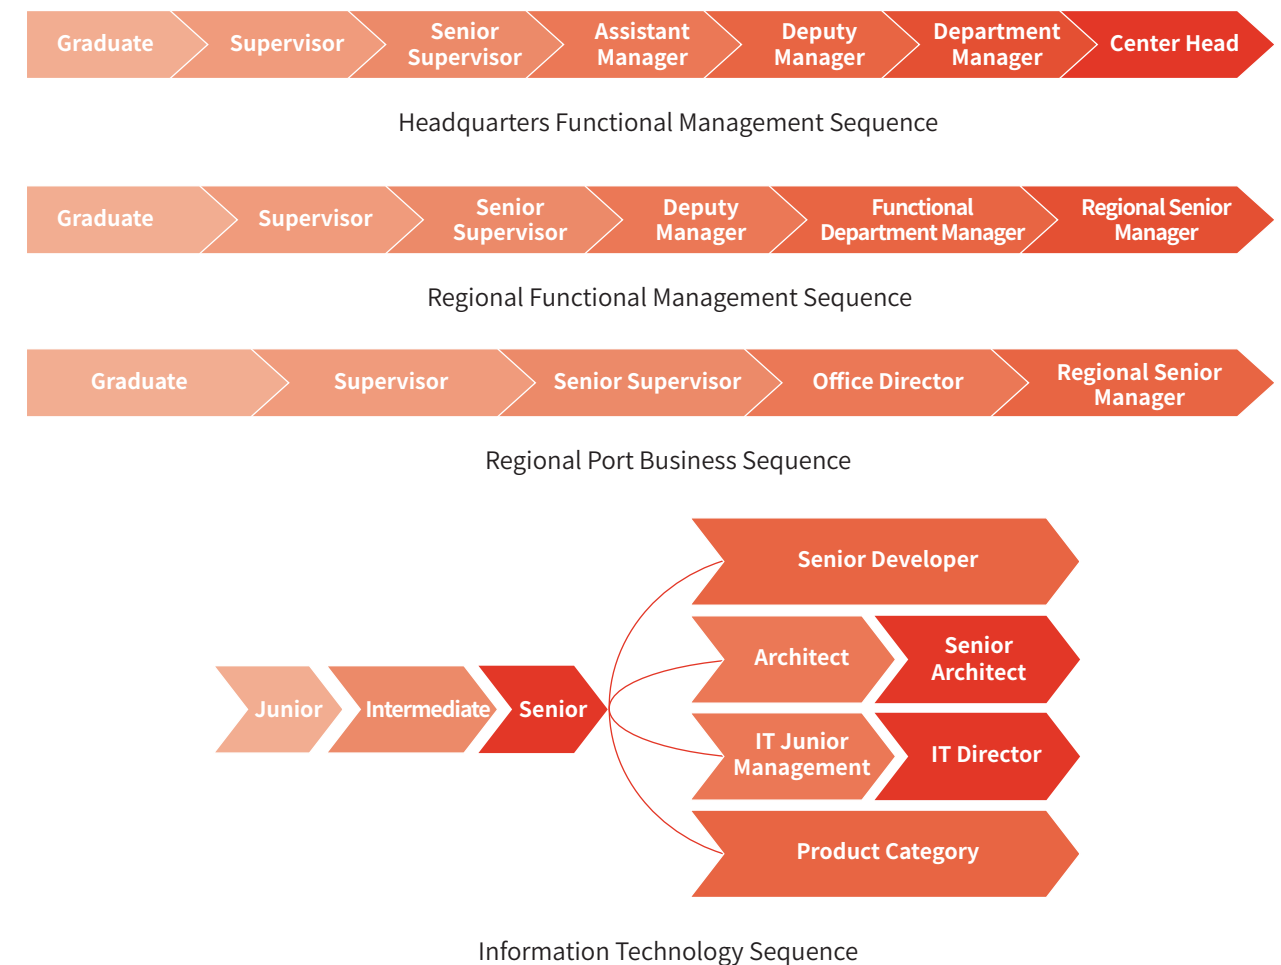 Graduate
Supervisor
Senior
Supervisor
Assistant
Manager
Deputy
Manager
Department
Manager
Center Head
Headquarters Functional Management Sequence
Graduate
Supervisor
Senior
Supervisor
Deputy
Manager
Functional
Department Manager
Regional Senior
Manager
Regional Functional Management Sequence
Graduate
Supervisor
Senior Supervisor
Office Director
Regional Senior
Manager
Regional Port Business Sequence
Junior
Intermediate
Senior
Senior Developer
Architect
Senior
Architect
IT Junior
Management
IT Director
Product Category
Information Technology Sequence